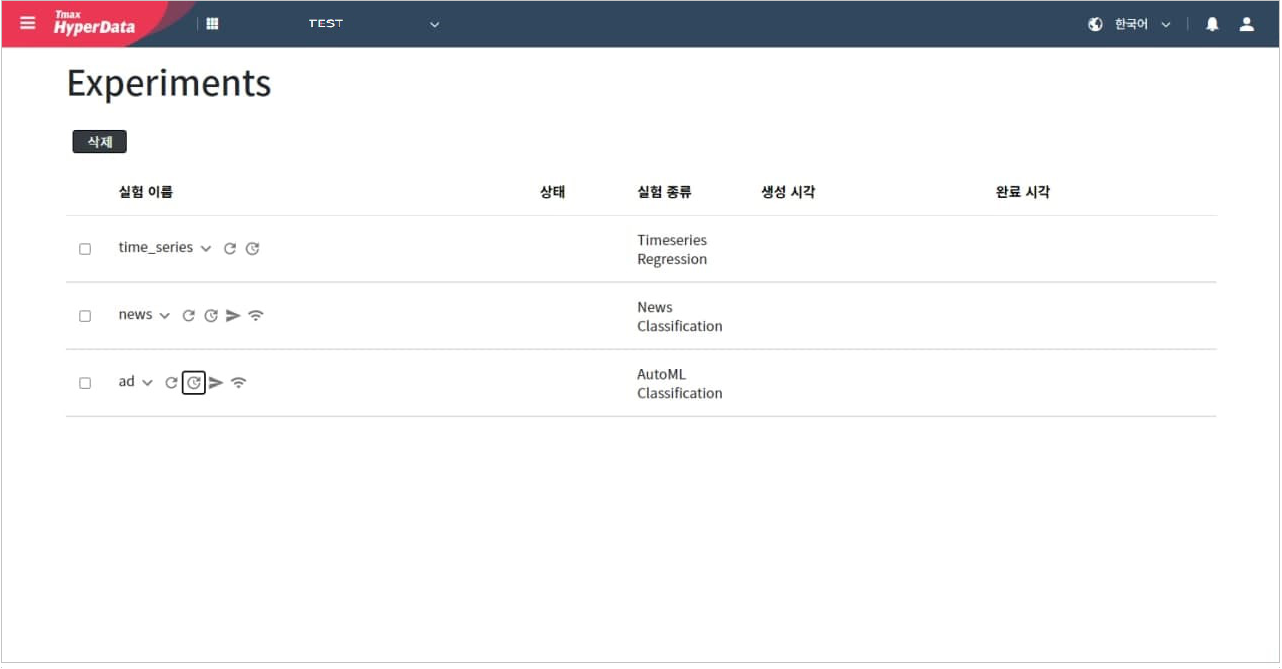 Tmax
HyperData
TEST
한국어
Experiments
삭제
실험 이름 상태 실험 종류 생성 시각 완료 시각
time_series Timeseries
Regression
news News
Classification
ad AutoML
Classification